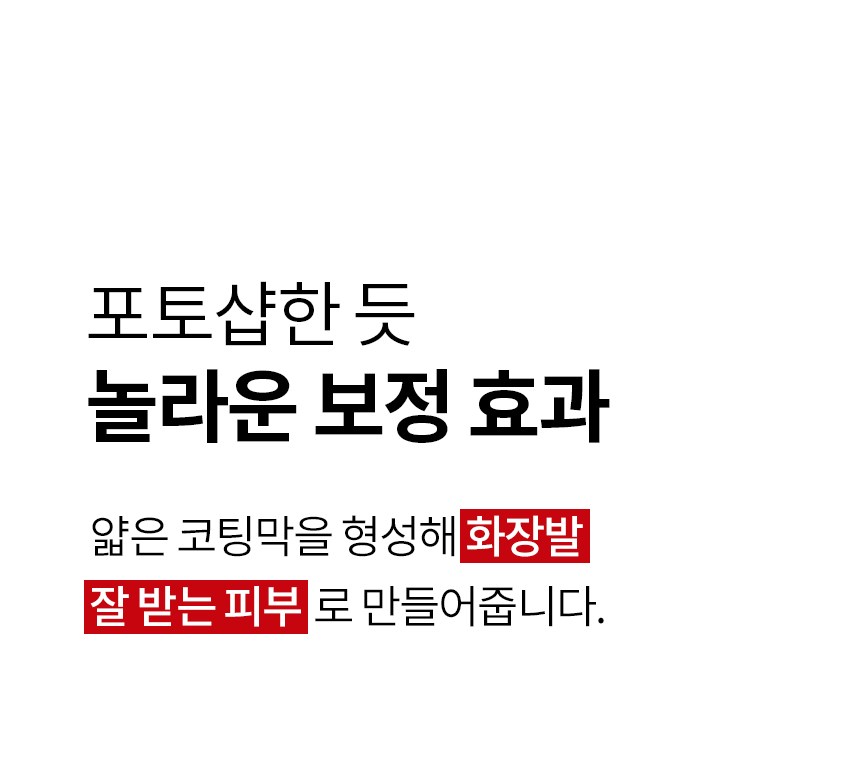 포토샵한 듯
놀라운 보정 효과
얇은 코팅막을 형성해 화장발
잘 받는 피부 로 만들어줍니다.